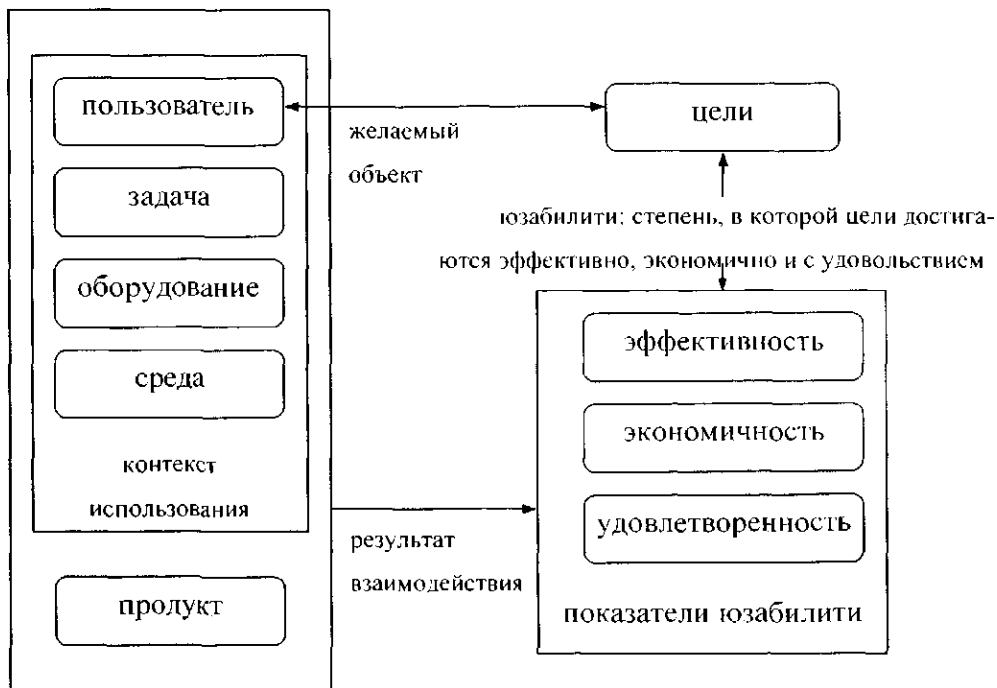 пользователь
задача
оборудование
среда
контекст
использования
продукт
желаемый
объект
цели
юзабилити: степень, в которой цели достига-
ются эффективно, экономично и с удовольствием
эффективность
экономичность
удовлетворенность
показатели юзабилити
результат
взаимодействия